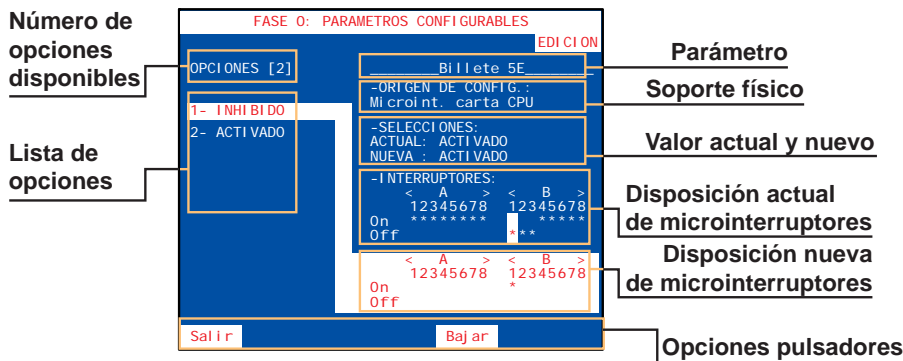 Número de
opciones
disponibles
Lista de
opciones
FASE O: PARAMETROS CONFIGURABLES
EDICION
OPCIONES [2]
1- INHIBIDO
2- ACTIVADO
Billete 5E
-ORIGEN DE CONFIG.:
Microint. carta CPU
-SELECCIONES:
ACTUAL: ACTIVADO
NUEVA : ACTIVADO
-INTERRUPTORES:
< A > < B >
12345678 12345678
On ******** *****
Off ***
< A > < B >
12345678 12345678
On *
Off
Salir Bajar
Parámetro
Soporte físico
Valor actual y nuevo
Disposición actual
de microinterruptores
Disposición nueva
de microinterruptores
Opciones pulsadores